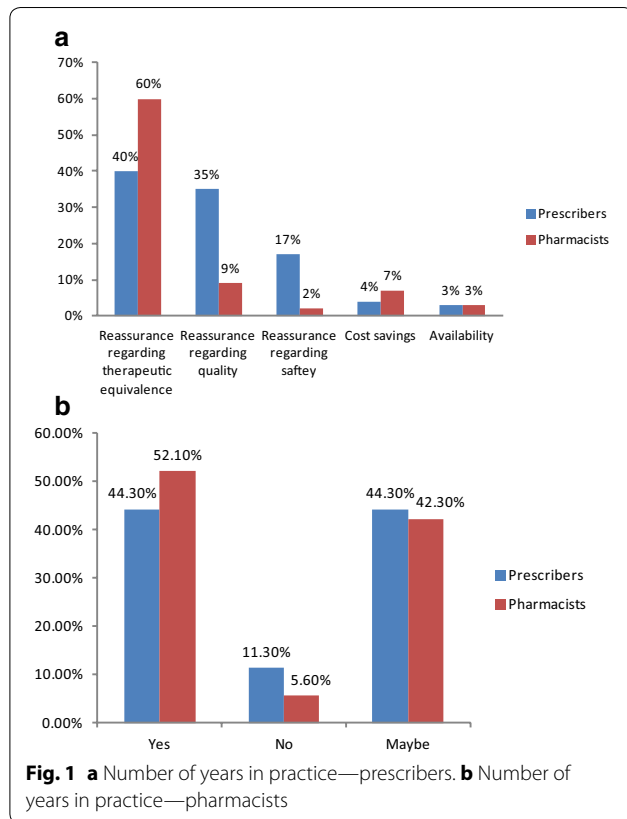 a
70%
60%
60%
50%
40%
40%
35%
30%
20%
17%
10%
9%
7%
2%
4%
3% 3%
0%
Reassurance regarding therapeutic equivalence
Reassurance regarding quality
Reassurance regarding saftey
Cost savings
Availability
Prescribers
Pharmacists
b
60.00%
50.00%
40.00%
30.00%
20.00%
10.00%
0.00%
44.30%
52.10%
11.30%
5.60%
44.30%
42.30%
Yes
No
Maybe
Prescribers
Pharmacists
Fig. 1 a Number of years in practice—prescribers. b Number of
years in practice—pharmacists